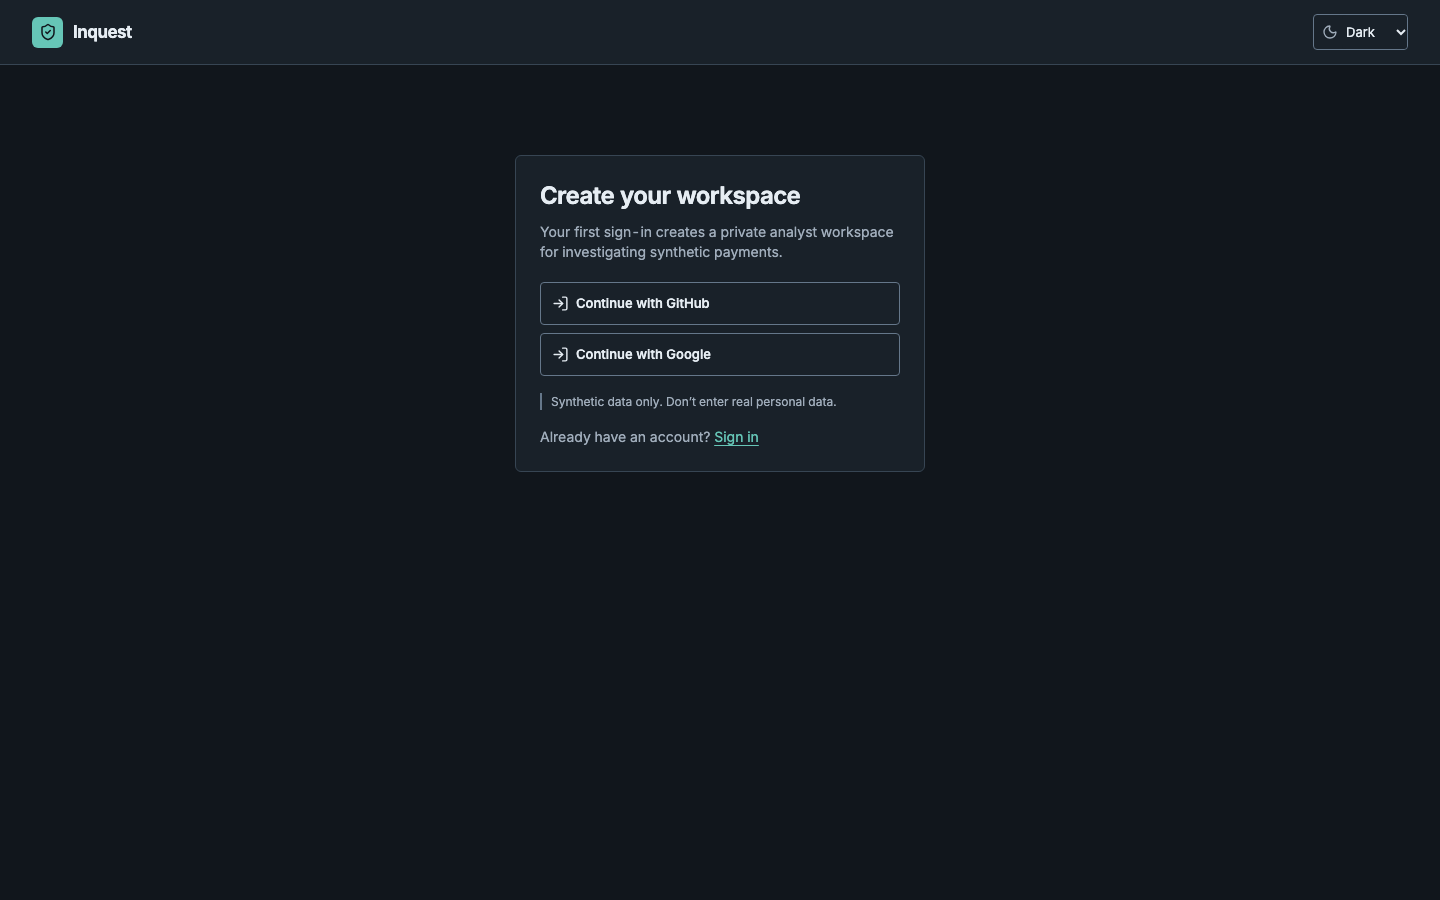 Inquest
Dark
Create your workspace
Your first sign-in creates a private analyst workspace
for investigating synthetic payments.
Continue with GitHub
Continue with Google
Synthetic data only. Don’t enter real personal data.
Already have an account? Sign in